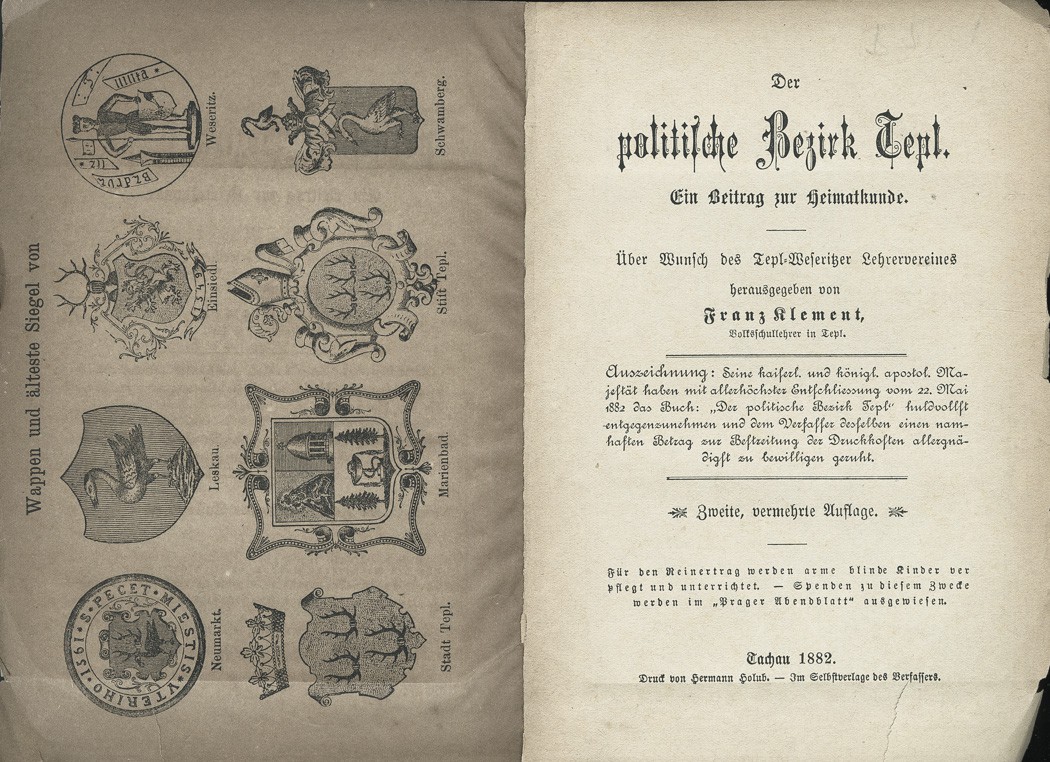 Wappen und älteste Siegel von
Weseritz.
Einsiedl.
Leskau.
Neumarkt.
Schwamberg.
Stift Tepl.
Marienbad.
Stadt Tepl.
S · PECET · MIESTIS · VTERIHO · 1951 ·
1643
Der
politiſche Bezirk Tepl.
Ein Beitrag zur Heimatkunde.
Über Wunſch des Tepl-Weſeritzer Lehrervereines
herausgegeben von
Franz Klement,
Volksſchullehrer in Tepl.
Auszeichnung: Seine kaiſerl. und königl. apostol. Ma-
jeſtät haben mit allerhöchster Entſchliessung vom 22. Mai
1882 das Buch: „Der politiſche Bezirk Tepl“ huldvollſt
entgegenzunehmen und dem Verfaſſer desſelben einen nam-
haften Betrag zur Beſtreitung der Druckkoſten allergnä-
digſt zu bewilligen geruht.
Zweite, vermehrte Auflage.
Für den Reinertrag werden arme blinde Kinder ver
pflegt und unterrichtet. — Spenden zu dieſem Zwecke
werden im „Prager Abendblatt“ ausgewieſen.
Tachau 1882.
Druck von Hermann Holub. — Im Selbſtverlage des Verfaſſers.